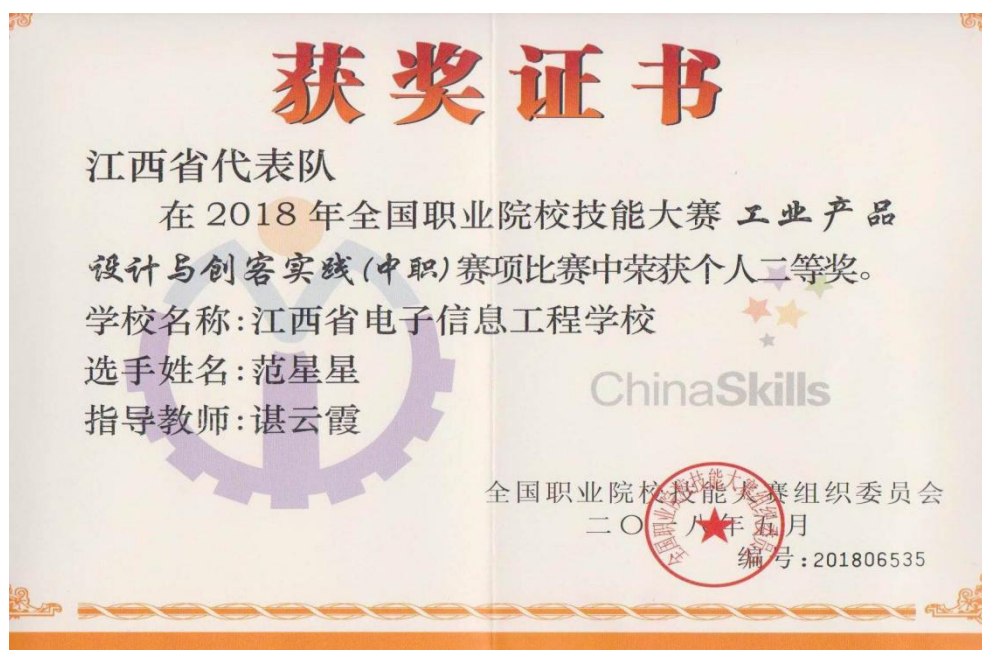 获奖证书
江西省代表队
在 2018 年全国职业院校技能大赛 工业产品
设计与创客实践(中职)赛项比赛中荣获个人二等奖。
学校名称:江西省电子信息工程学校
选手姓名:范星星
指导教师:谌云霞
ChinaSkills
全国职业院校技能大赛组织委员会
二〇一八年五月
编号:201806535